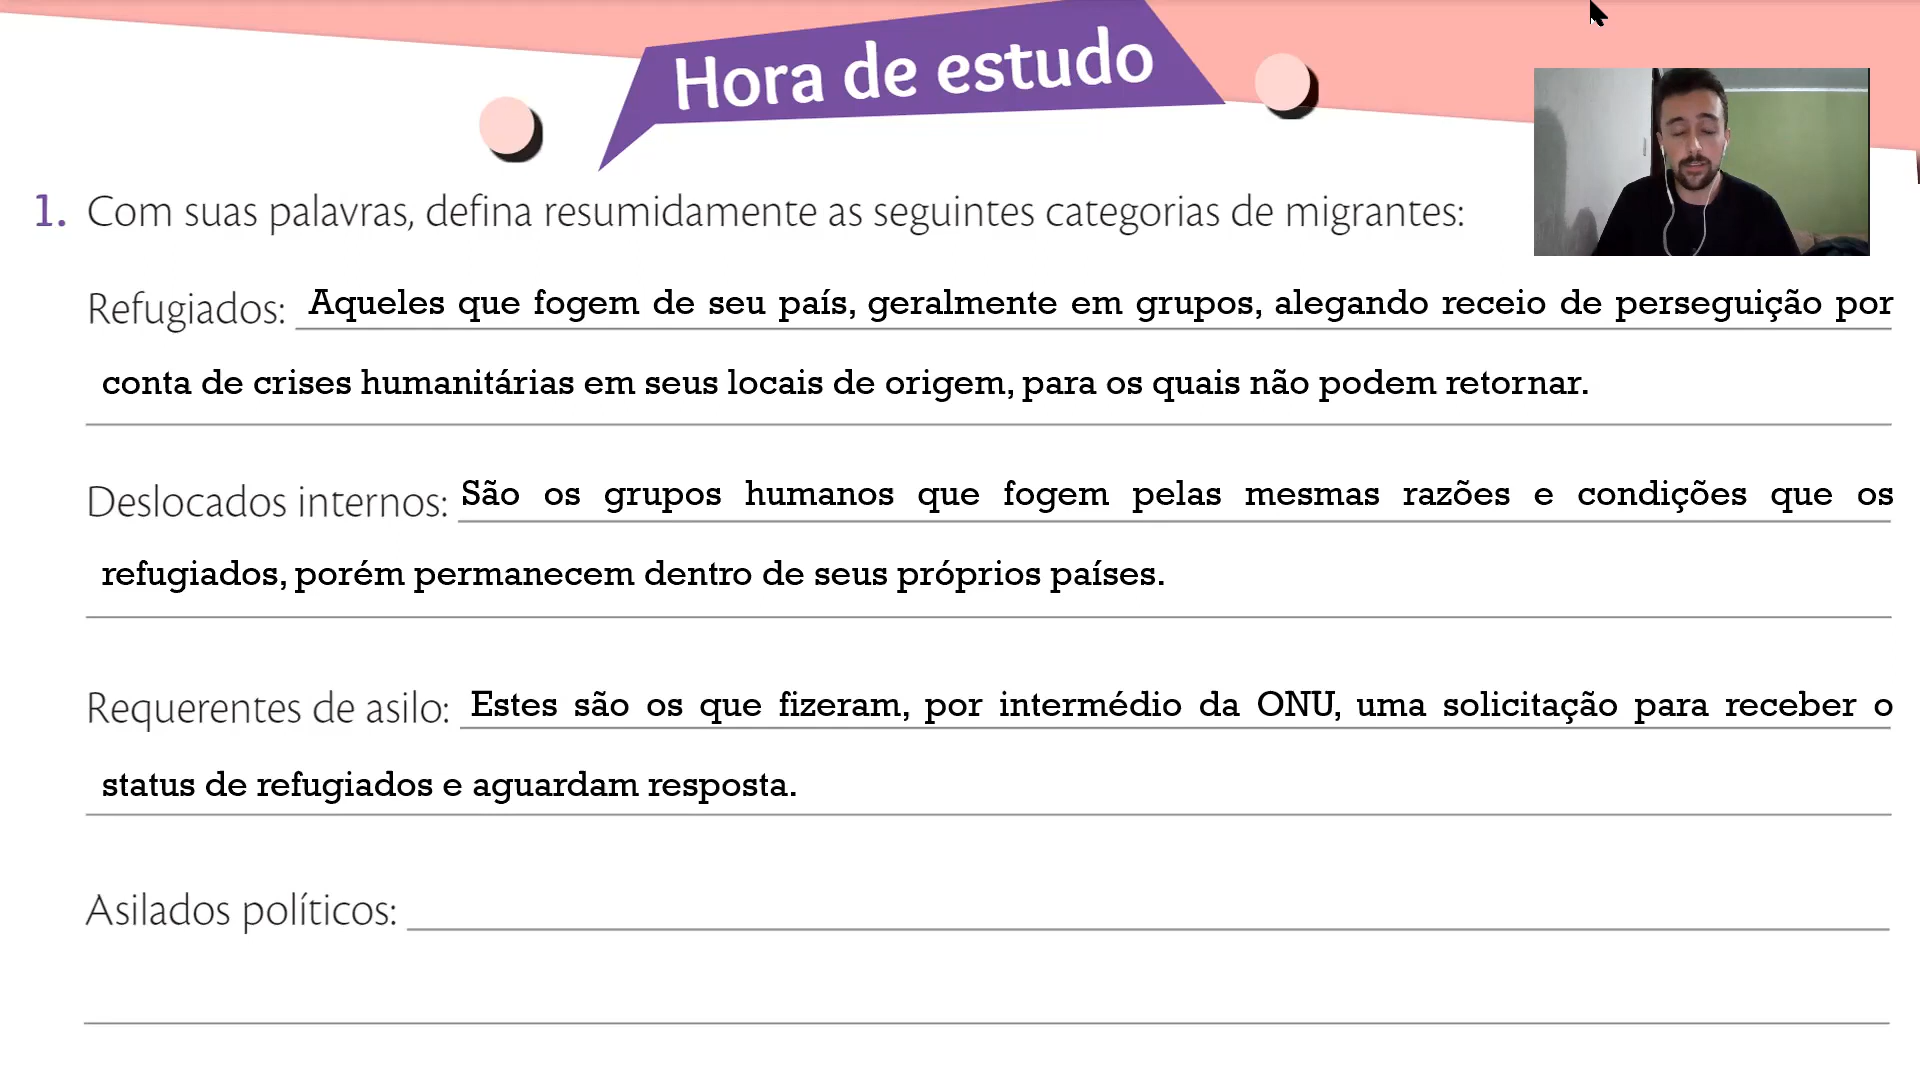 Hora de estudo
1. Com suas palavras, defina resumidamente as seguintes categorias de migrantes:
Refugiados: Aqueles que fogem de seu país, geralmente em grupos, alegando receio de perseguição por
conta de crises humanitárias em seus locais de origem, para os quais não podem retornar.
Deslocados internos: São os grupos humanos que fogem pelas mesmas razões e condições que os
refugiados, porém permanecem dentro de seus próprios países.
Requerentes de asilo: Estes são os que fizeram, por intermédio da ONU, uma solicitação para receber o
status de refugiados e aguardam resposta.
Asilados políticos: